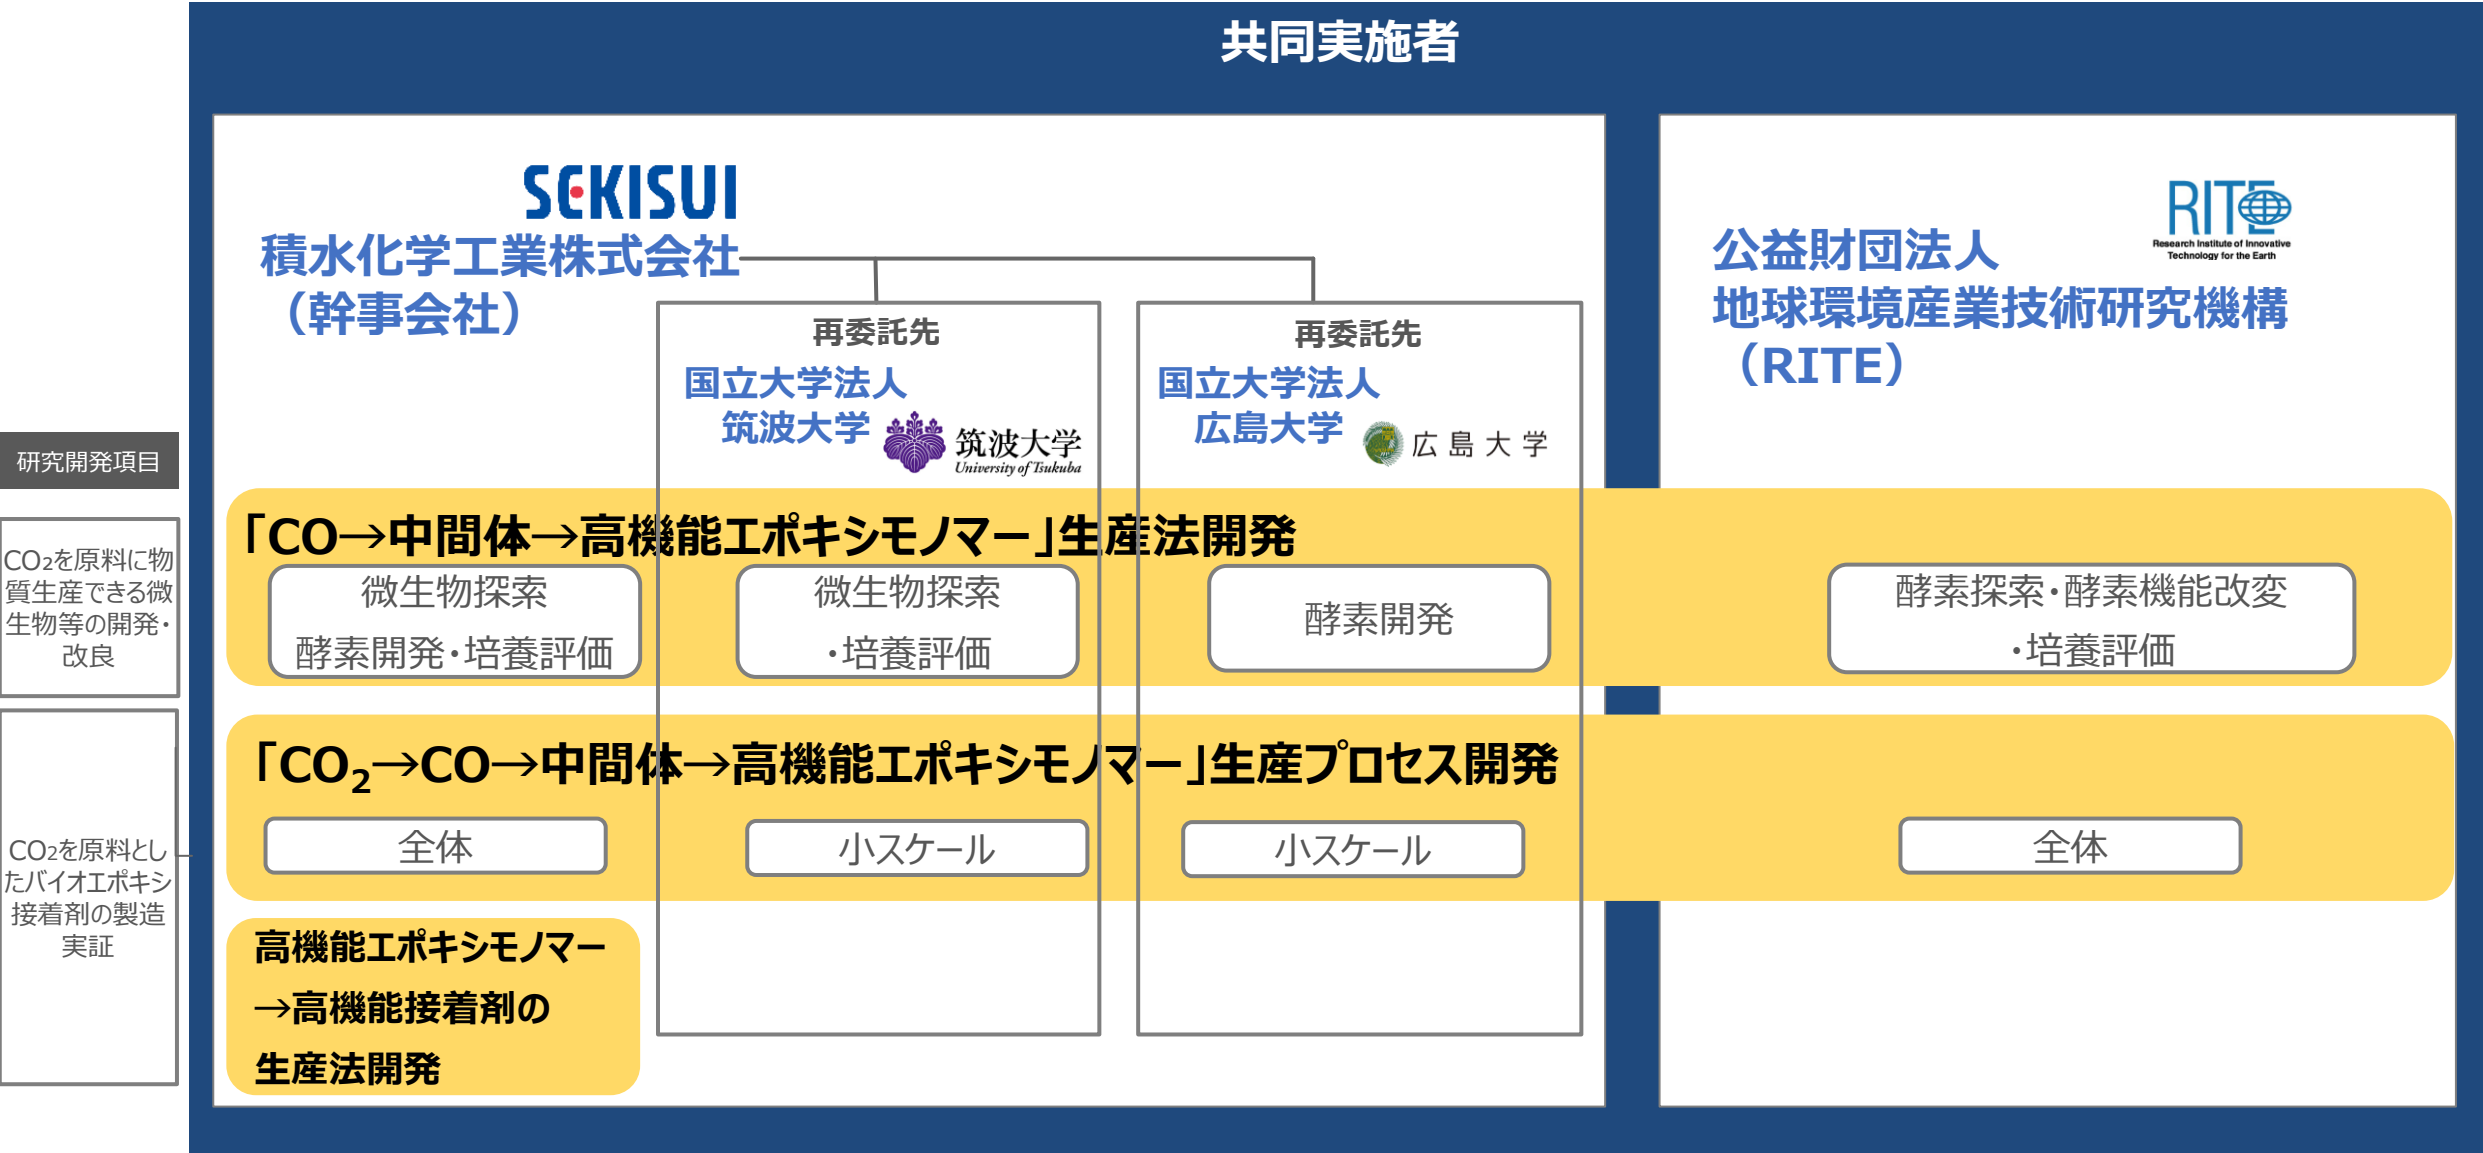 共同実施者
SEKISUI
積水化学工業株式会社
（幹事会社）
再委託先
国立大学法人
筑波大学
筑波大学
University of Tsukuba
再委託先
国立大学法人
広島大学
広島大学
RITE
Research Institute of Innovative
Technology for the Earth
公益財団法人
地球環境産業技術研究機構
（RITE）
研究開発項目
CO₂を原料に物
質生産できる微
生物等の開発・
改良
「CO→中間体→高機能エポキシモノマー」生産法開発
微生物探索
酵素開発・培養評価
微生物探索
・培養評価
酵素開発
酵素探索・酵素機能改変
・培養評価
CO₂を原料とし
たバイオエポキシ
接着剤の製造
実証
「CO₂→CO→中間体→高機能エポキシモノマー」生産プロセス開発
全体
小スケール
小スケール
全体
高機能エポキシモノマー
→高機能接着剤の
生産法開発